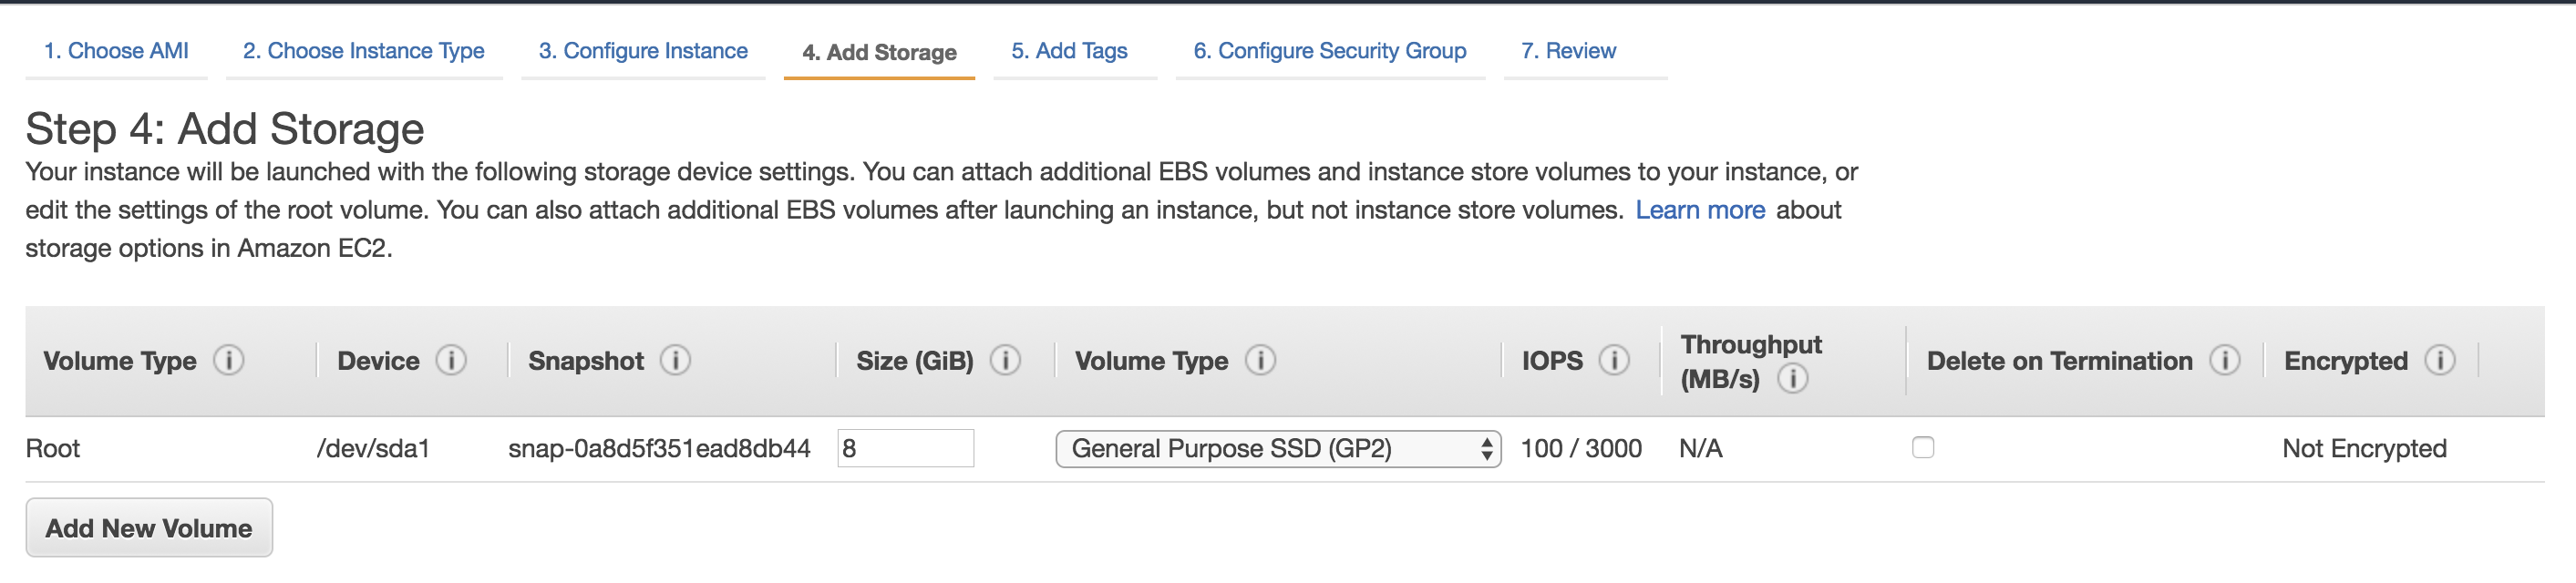 1. Choose AMI 2. Choose Instance Type 3. Configure Instance 4. Add Storage 5. Add Tags 6. Configure Security Group 7. Review
Step 4: Add Storage
Your instance will be launched with the following storage device settings. You can attach additional EBS volumes and instance store volumes to your instance, or
edit the settings of the root volume. You can also attach additional EBS volumes after launching an instance, but not instance store volumes. Learn more about
storage options in Amazon EC2.
Volume Type i Device i Snapshot i Size (GiB) i Volume Type i IOPS i Throughput (MB/s) i Delete on Termination i Encrypted i
Root /dev/sda1 snap-0a8d5f351ead8db44 8 General Purpose SSD (GP2) 100 / 3000 N/A Not Encrypted
Add New Volume